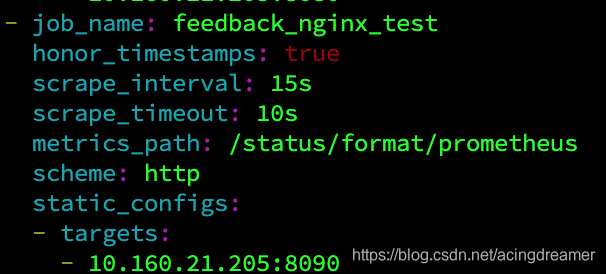 - job_name: feedback_nginx_test
honor_timestamps: true
scrape_interval: 15s
scrape_timeout: 10s
metrics_path: /status/format/prometheus
scheme: http
static_configs:
- targets:
- 10.160.21.205:8090
https://blog.csdn.net/acingdreamer